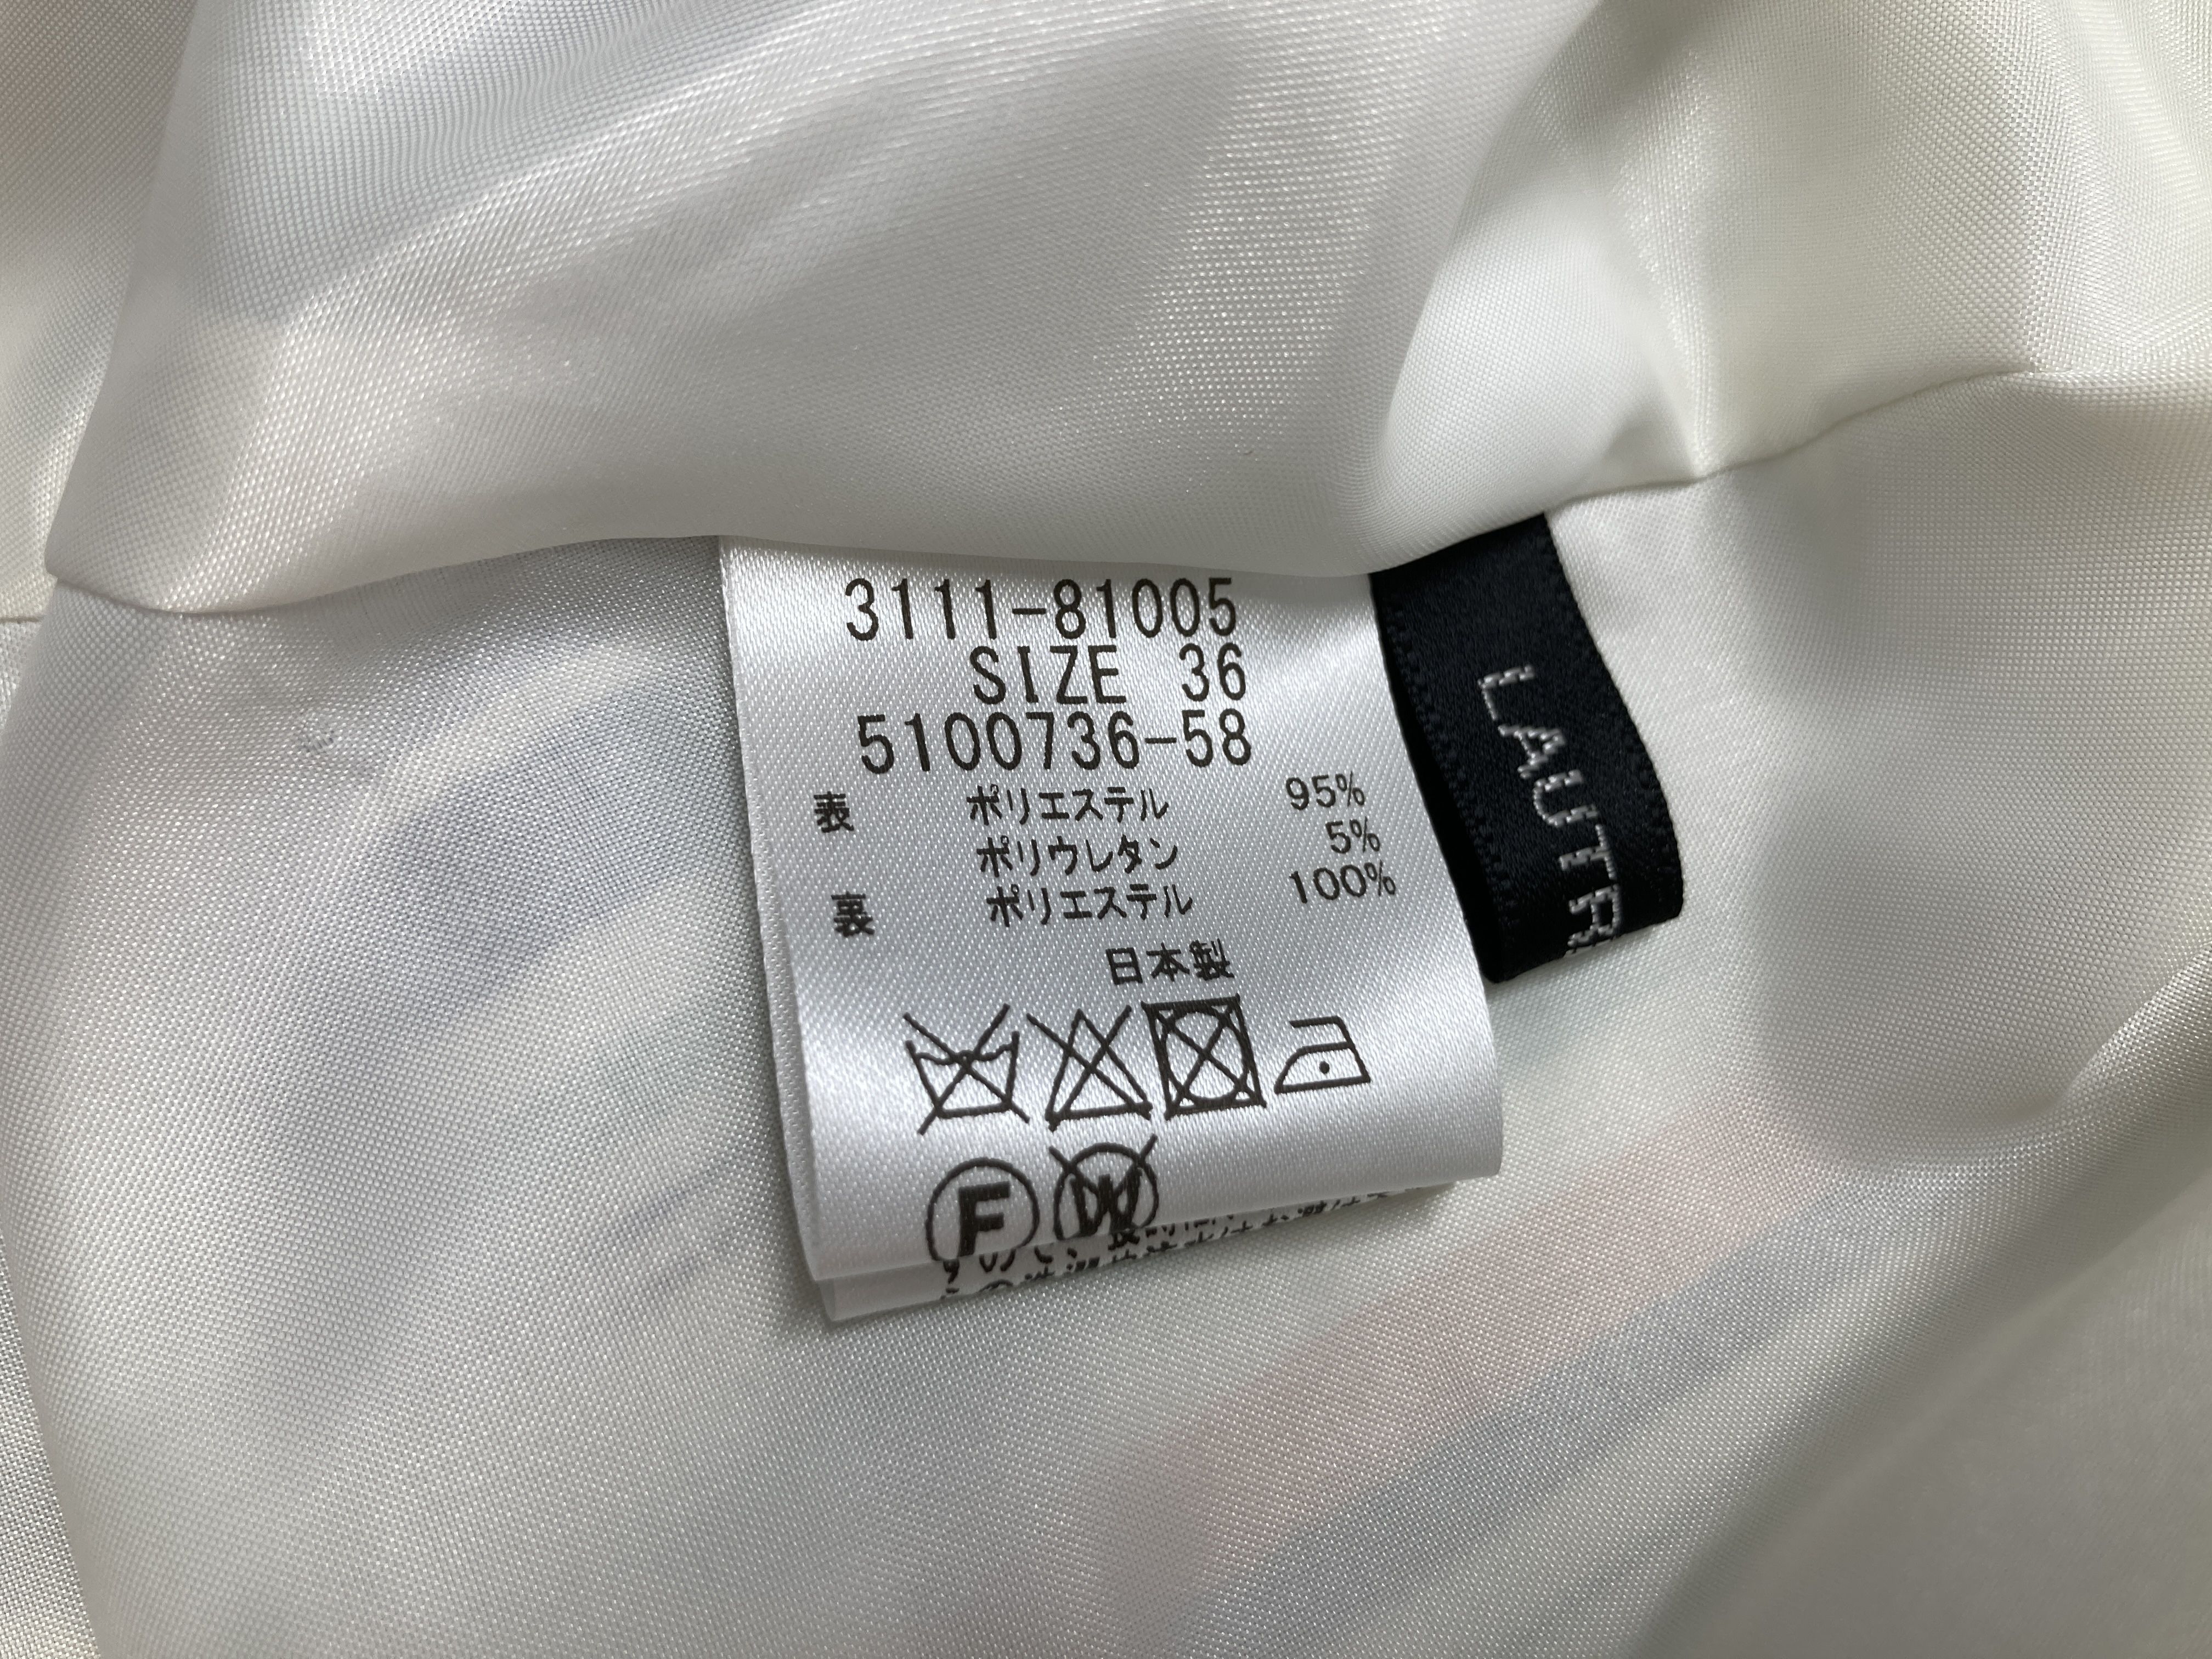 3111-81005
SIZE 36
5100736-58
表 ポリエステル 95%
ポリウレタン 5%
裏 ポリエステル 100%
日本製
F W
LAUTR